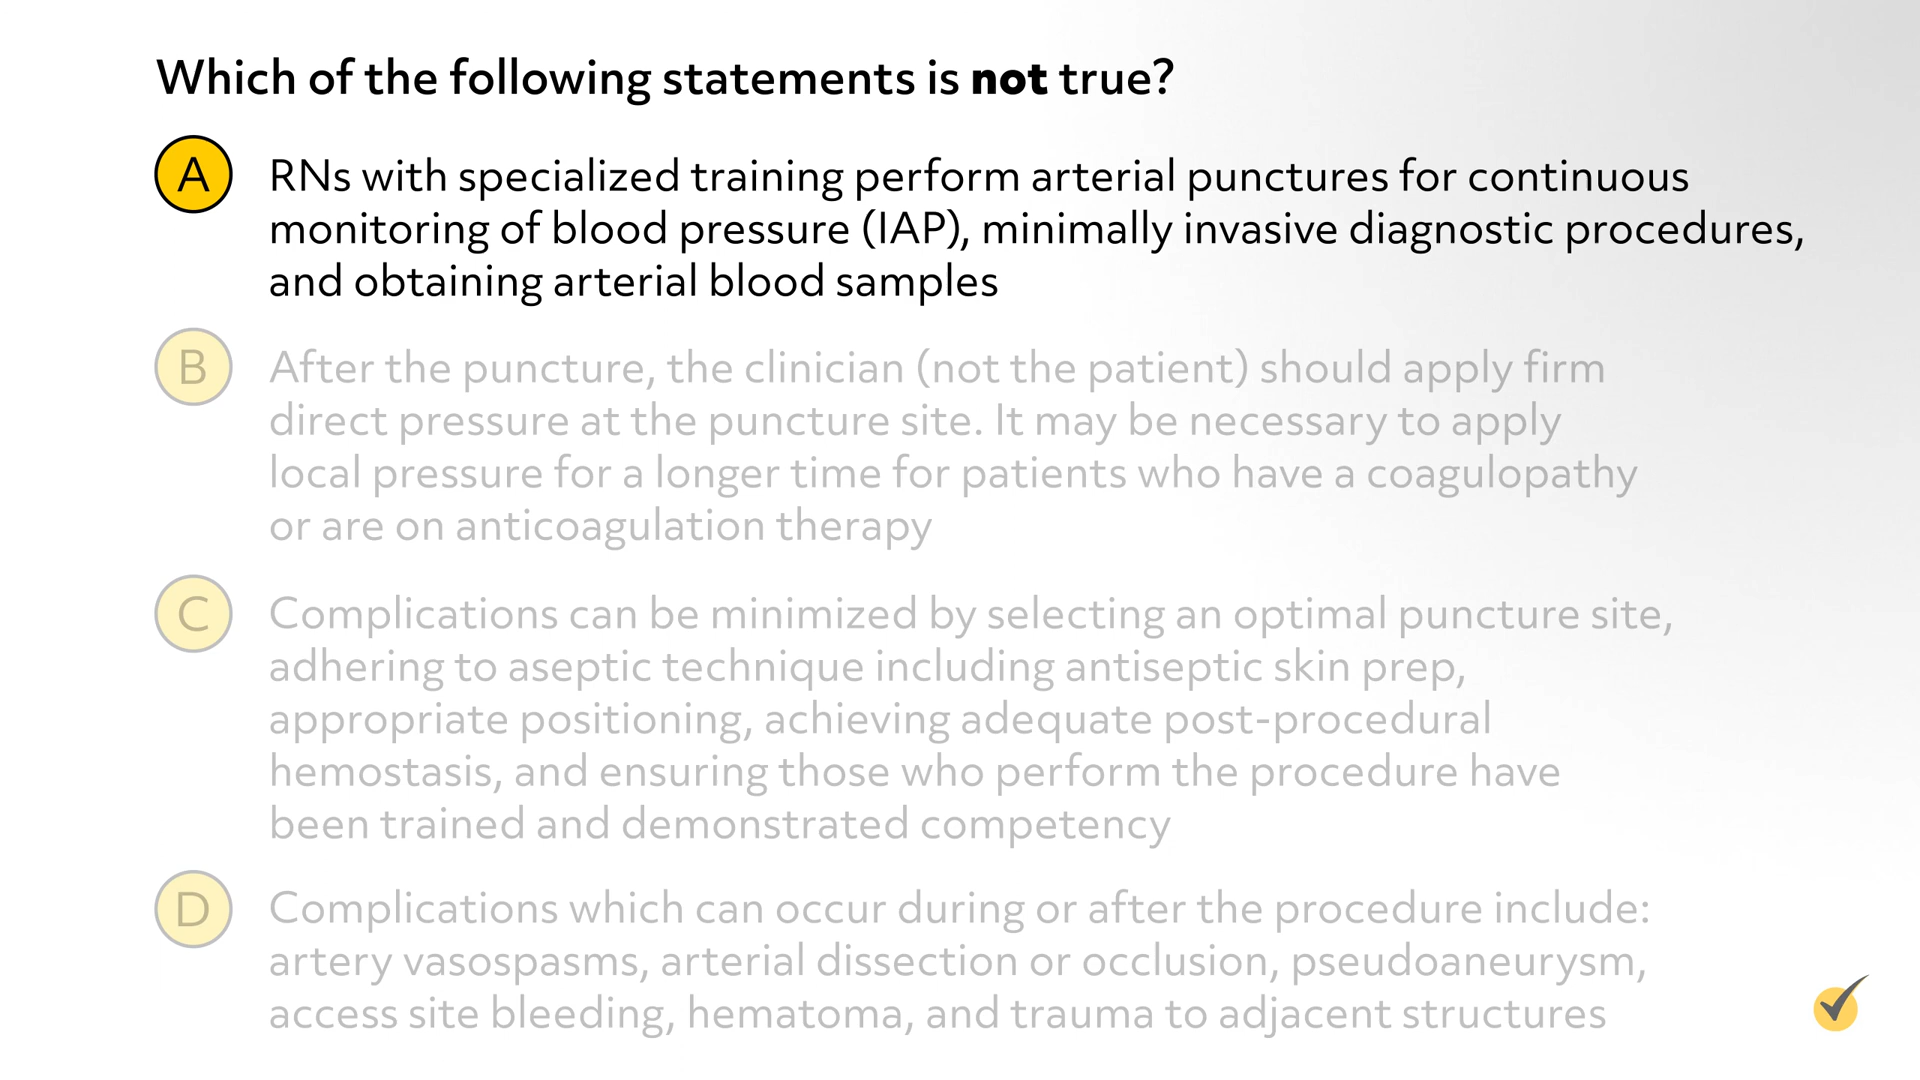 Which of the following statements is not true?
A
RNs with specialized training perform arterial punctures for continuous
monitoring of blood pressure (IAP), minimally invasive diagnostic procedures,
and obtaining arterial blood samples
B
After the puncture, the clinician (not the patient) should apply firm
direct pressure at the puncture site. It may be necessary to apply
local pressure for a longer time for patients who have a coagulopathy
or are on anticoagulation therapy
C
Complications can be minimized by selecting an optimal puncture site,
adhering to aseptic technique including antiseptic skin prep,
appropriate positioning, achieving adequate post-procedural
hemostasis, and ensuring those who perform the procedure have
been trained and demonstrated competency
D
Complications which can occur during or after the procedure include:
artery vasospasms, arterial dissection or occlusion, pseudoaneurysm,
access site bleeding, hematoma, and trauma to adjacent structures